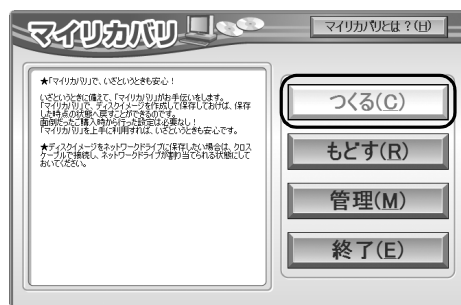 マイリカバリ
マイリカバリとは？(H)
★「マイリカバリ」で、いざというときも安心！
いざというときに備えて、「マイリカバリ」がお手伝いをします。
「マイリカバリ」で、ディスクイメージを作成して保存しておけば、保存
した時点の状態へ戻すことができるのです。
面倒だったご購入時から行った設定は必要なし！
「マイリカバリ」を上手に利用すれば、いざというときも安心です。
★ディスクイメージをネットワークドライブに保存したい場合は、クロス
ケーブルで接続し、ネットワークドライブが割り当てられる状態にして
おいてください。
つくる(C)
もどす(R)
管理(M)
終了(E)